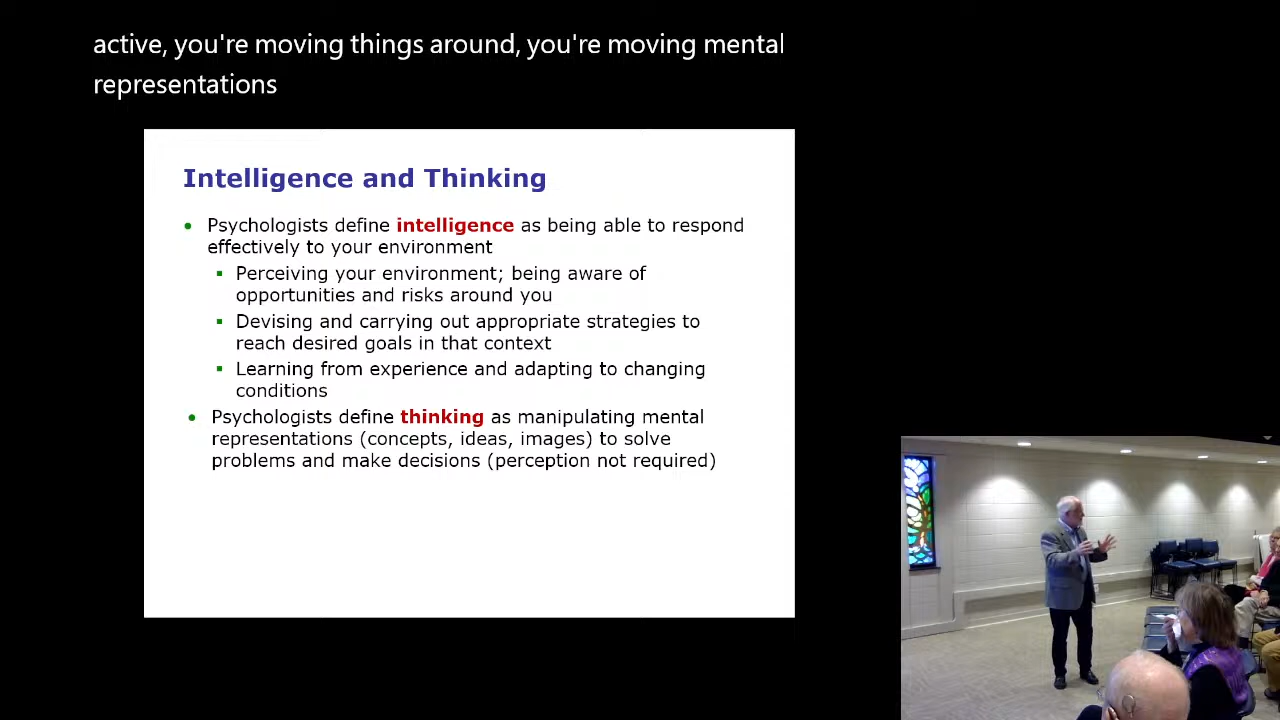 active, you're moving things around, you're moving mental
representations
Intelligence and Thinking
• Psychologists define intelligence as being able to respond
effectively to your environment
▪ Perceiving your environment; being aware of
opportunities and risks around you
▪ Devising and carrying out appropriate strategies to
reach desired goals in that context
▪ Learning from experience and adapting to changing
conditions
• Psychologists define thinking as manipulating mental
representations (concepts, ideas, images) to solve
problems and make decisions (perception not required)